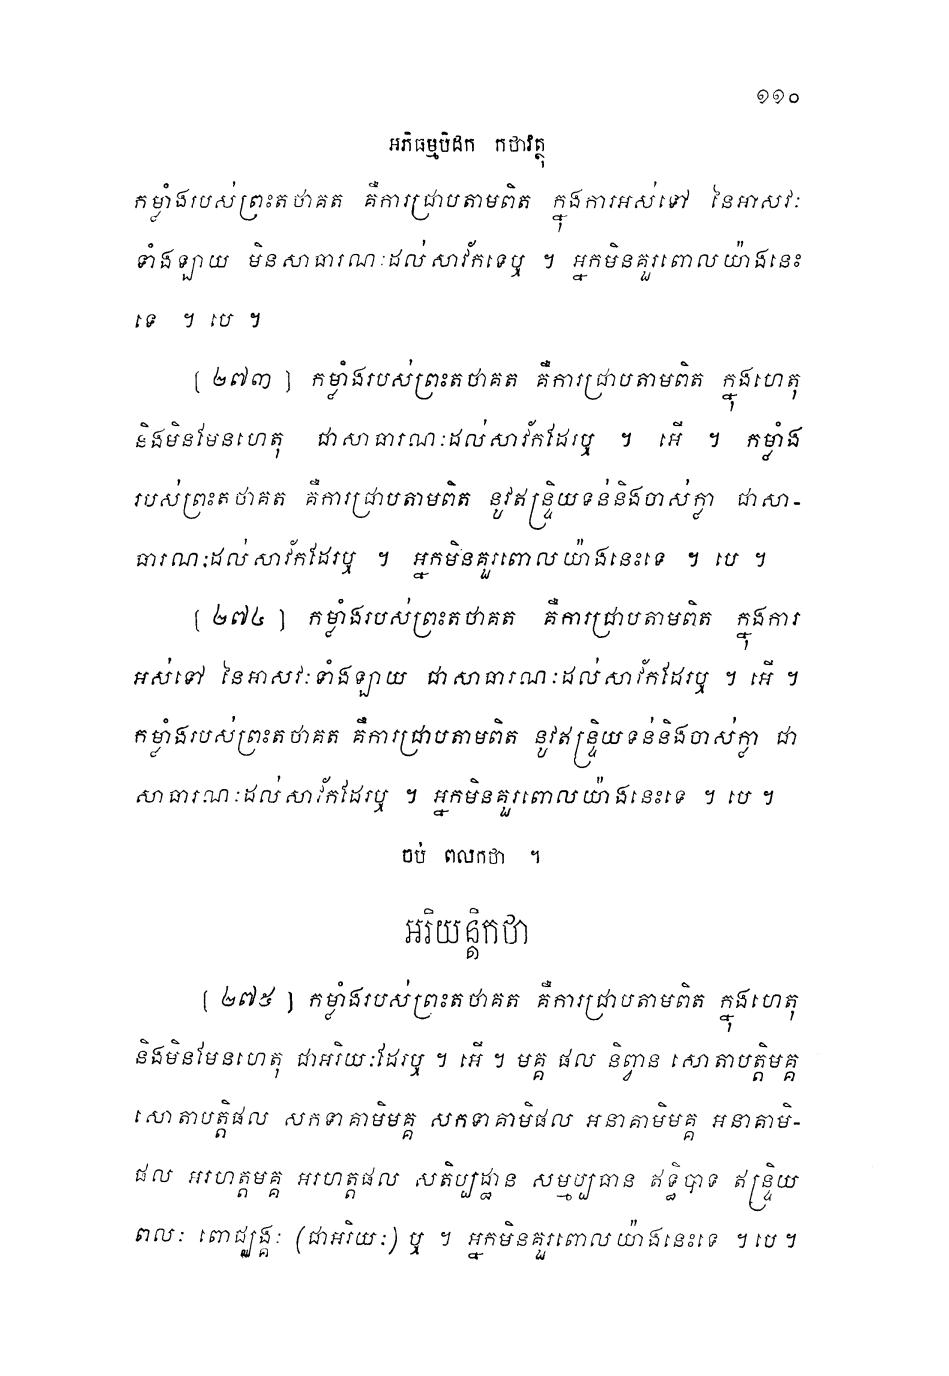 ១១០
អភិធម្មបិដក កថាវត្ថុ
កម្លាំងរបស់ព្រះតថាគត គឺការជ្រាបតាមពិត ក្នុងការអស់ទៅ នៃអាសវៈ
ទាំងឡាយ មិនសាធារណៈដល់សាវ័កទេឬ ។ អ្នកមិនគួរពោលយ៉ាងនេះ
ទេ ។ បេ ។
[ ២៧៣ ] កម្លាំងរបស់ព្រះតថាគត គឺការជ្រាបតាមពិត ក្នុងហេតុ
និងមិនមែនហេតុ ជាសាធារណៈដល់សាវ័កដែរឬ ។ អើ ។ កម្លាំង
របស់ព្រះតថាគត គឺការជ្រាបតាមពិត នូវឥន្ទ្រិយទន់និងចាស់ក្លា ជាសា-
ធារណៈដល់សាវ័កដែរឬ ។ អ្នកមិនគួរពោលយ៉ាងនេះទេ ។ បេ ។
[ ២៧៤ ] កម្លាំងរបស់ព្រះតថាគត គឺការជ្រាបតាមពិត ក្នុងការ
អស់ទៅ នៃអាសវៈទាំងឡាយ ជាសាធារណៈដល់សាវ័កដែរឬ ។ អើ ។
កម្លាំងរបស់ព្រះតថាគត គឺការជ្រាបតាមពិត នូវឥន្ទ្រិយទន់និងចាស់ក្លា ជា
សាធារណៈដល់សាវ័កដែរឬ ។ អ្នកមិនគួរពោលយ៉ាងនេះទេ ។ បេ ។
ចប់ ពលកថា ។
អរិយន្តិកថា
[ ២៧៥ ] កម្លាំងរបស់ព្រះតថាគត គឺការជ្រាបតាមពិត ក្នុងហេតុ
និងមិនមែនហេតុ ជាអរិយៈដែរឬ ។ អើ ។ មគ្គ ផល និព្វាន សោតាបត្តិមគ្គ
សោតាបត្តិផល សកទាគាមិមគ្គ សកទាគាមិផល អនាគាមិមគ្គ អនាគាមិ-
ផល អរហត្តមគ្គ អរហត្តផល សតិប្បដ្ឋាន សម្មប្បធាន ឥទ្ធិបាទ ឥន្ទ្រិយ
ពលៈ ពោជ្ឈង្គៈ (ជាអរិយៈ) ឬ ។ អ្នកមិនគួរពោលយ៉ាងនេះទេ ។ បេ ។